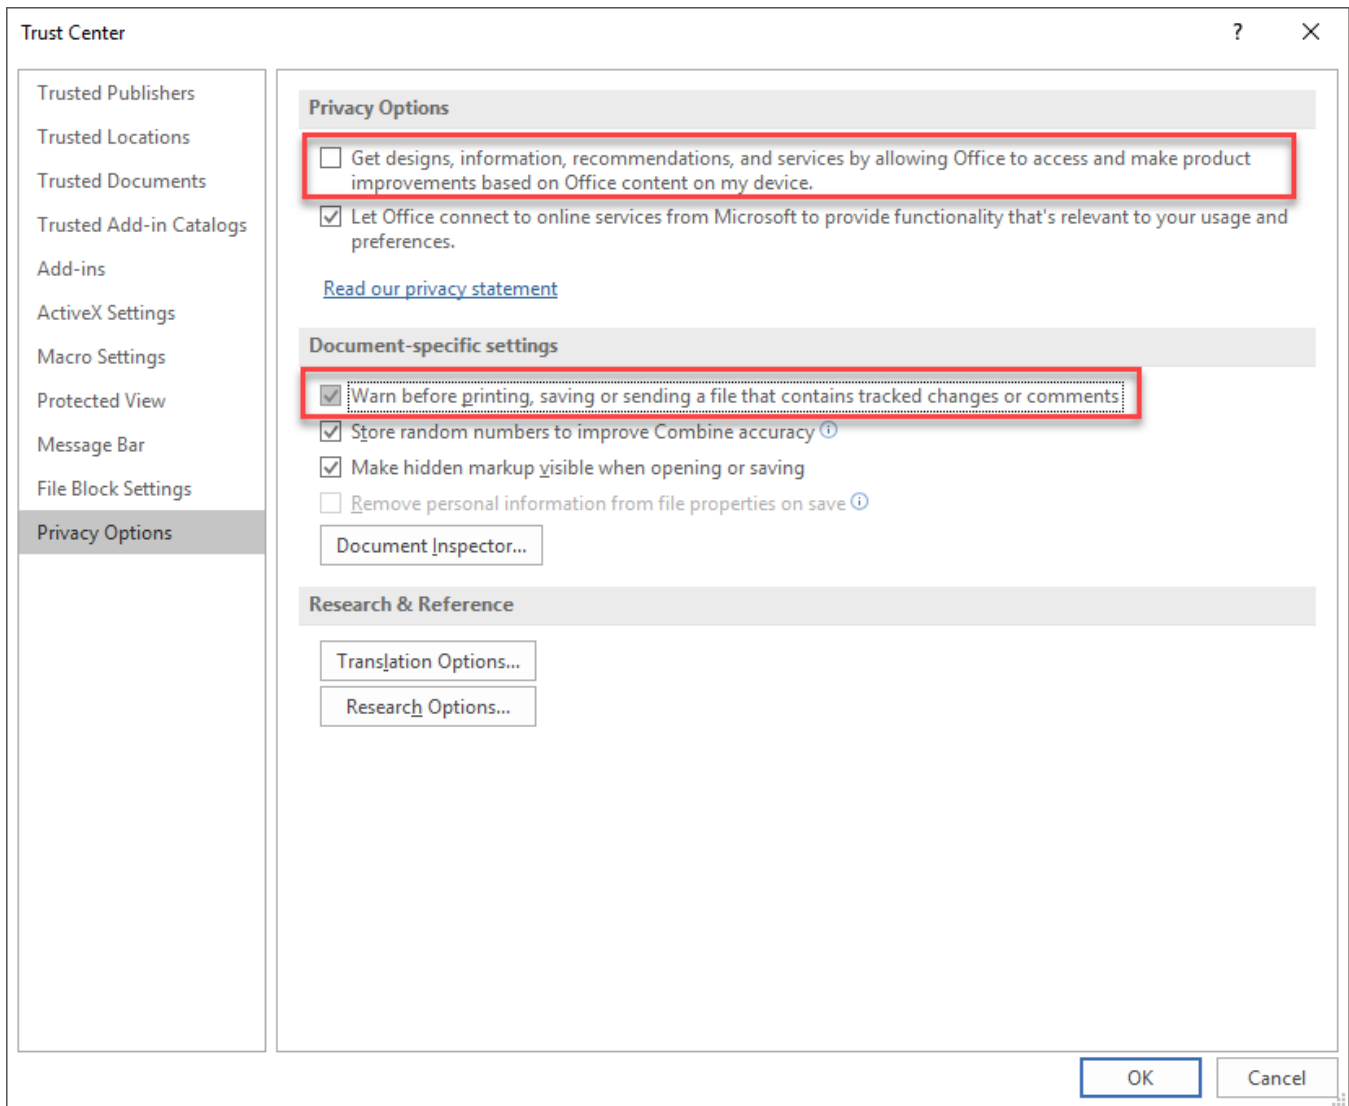 Trust Center
?
Trusted Publishers
Trusted Locations
Trusted Documents
Trusted Add-in Catalogs
Add-ins
ActiveX Settings
Macro Settings
Protected View
Message Bar
File Block Settings
Privacy Options
Privacy Options
Get designs, information, recommendations, and services by allowing Office to access and make product
improvements based on Office content on my device.
Let Office connect to online services from Microsoft to provide functionality that's relevant to your usage and
preferences.
Read our privacy statement
Document-specific settings
Warn before printing, saving or sending a file that contains tracked changes or comments
Store random numbers to improve Combine accuracy
Make hidden markup visible when opening or saving
Remove personal information from file properties on save
Document Inspector...
Research & Reference
Translation Options...
Research Options...
OK
Cancel